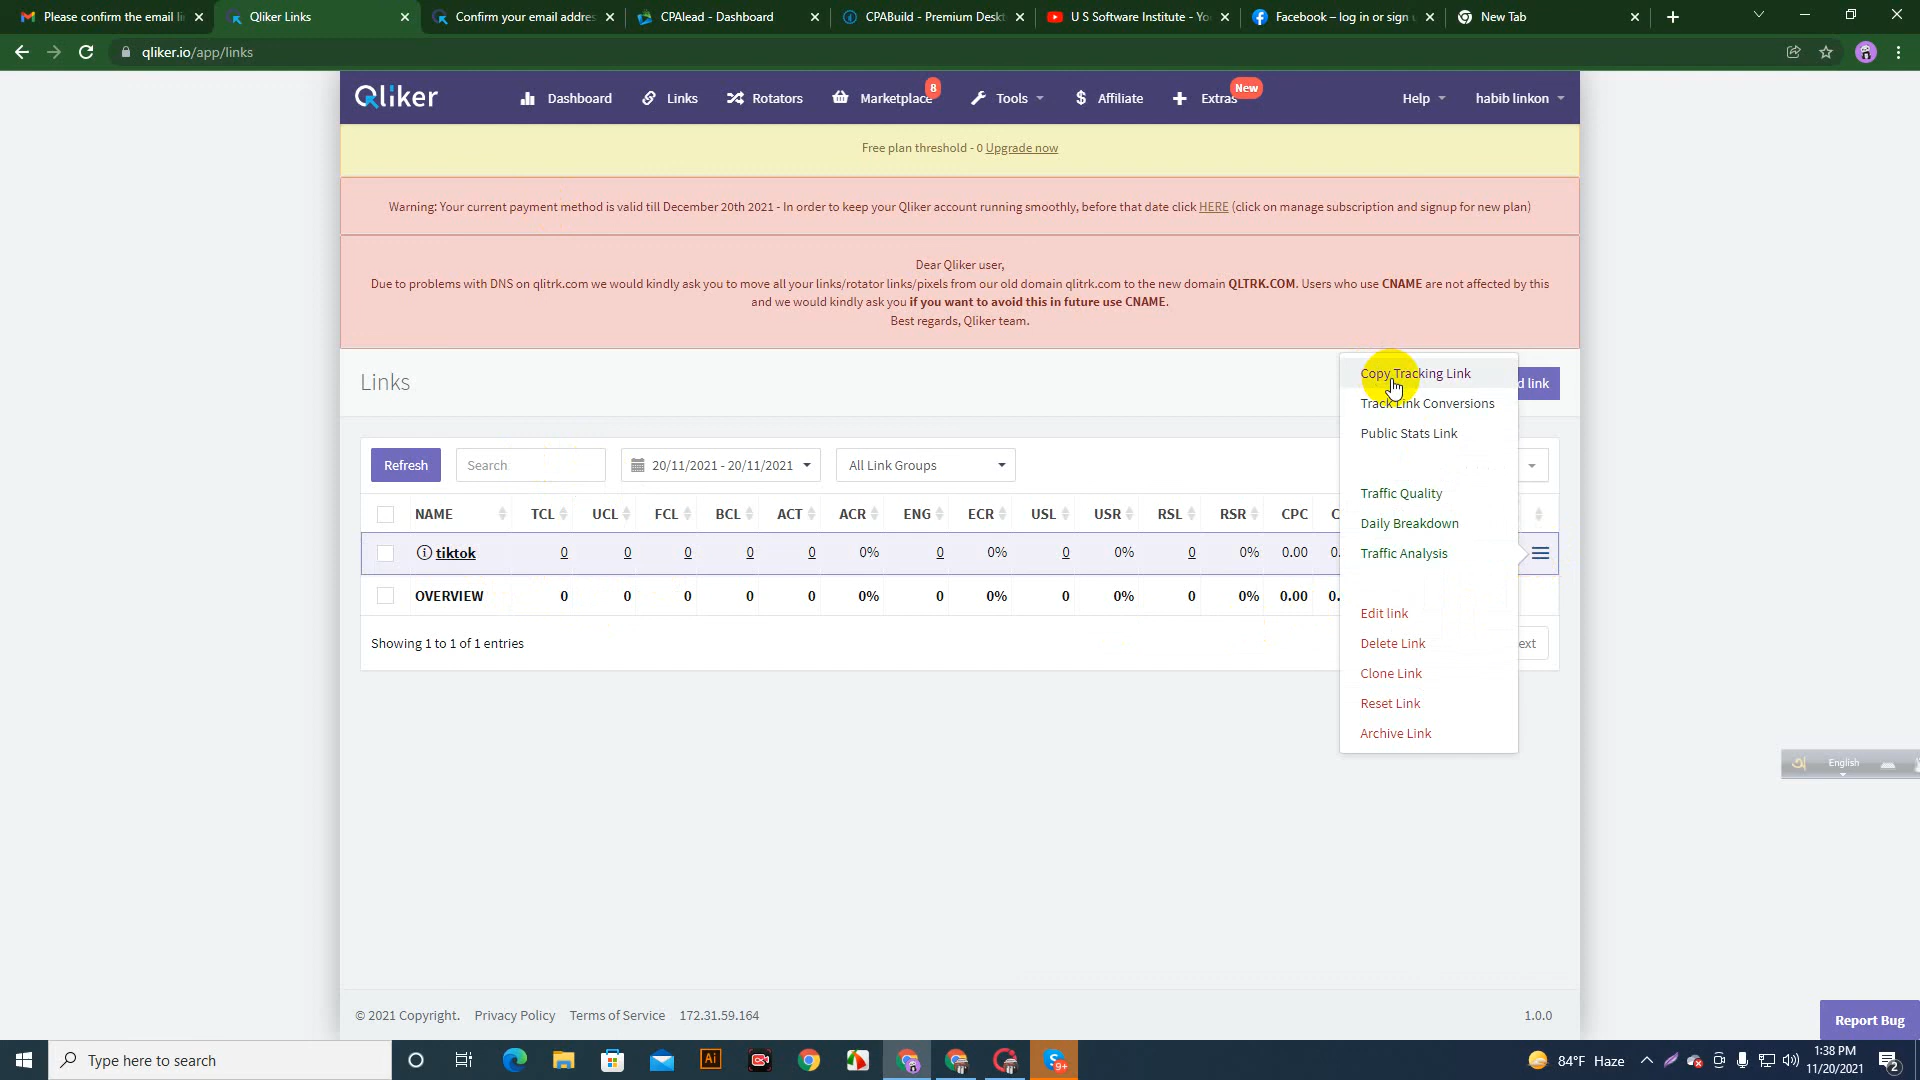 Please confirm the email li
Qliker Links
Confirm your email addres
CPAlead - Dashboard
CPABuild - Premium Deskt
U S Software Institute - Yo
Facebook – log in or sign u
New Tab
qliker.io/app/links
Qliker
Dashboard
Links
Rotators
Marketplace
8
Tools
$ Affiliate
Extras
New
Help
habib linkon
Free plan threshold - 0 Upgrade now
Warning: Your current payment method is valid till December 20th 2021 - In order to keep your Qliker account running smoothly, before that date click HERE (click on manage subscription and signup for new plan)
Dear Qliker user,
Due to problems with DNS on qlitrk.com we would kindly ask you to move all your links/rotator links/pixels from our old domain qlitrk.com to the new domain QLTRK.COM. Users who use CNAME are not affected by this
and we would kindly ask you if you want to avoid this in future use CNAME.
Best regards, Qliker team.
Links
d link
Copy Tracking Link
Track Link Conversions
Public Stats Link
Traffic Quality
Daily Breakdown
Traffic Analysis
Edit link
Delete Link
Clone Link
Reset Link
Archive Link
Refresh
Search
20/11/2021 - 20/11/2021
All Link Groups
NAME TCL UCL FCL BCL ACT ACR ENG ECR USL USR RSL RSR CPC C
tiktok 0 0 0 0 0 0% 0 0% 0 0% 0 0% 0.00 0.
OVERVIEW 0 0 0 0 0 0% 0 0% 0 0% 0 0% 0.00 0.
Showing 1 to 1 of 1 entries
ext
অ English
© 2021 Copyright. Privacy Policy Terms of Service 172.31.59.164
1.0.0
Report Bug
Type here to search
Ai
9+
84°F Haze
1:38 PM
11/20/2021
2